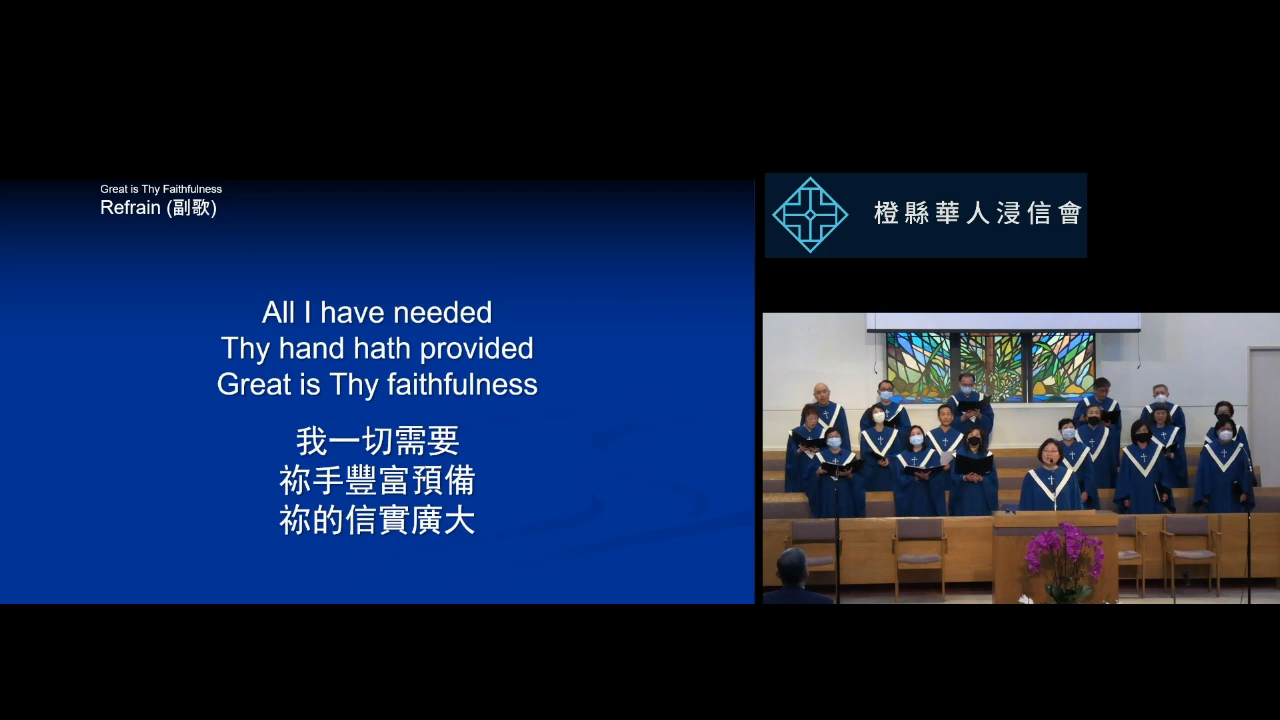 Great is Thy Faithfulness
Refrain (副歌)
All I have needed
Thy hand hath provided
Great is Thy faithfulness
我一切需要
祢手豐富預備
祢的信實廣大
橙縣華人浸信會